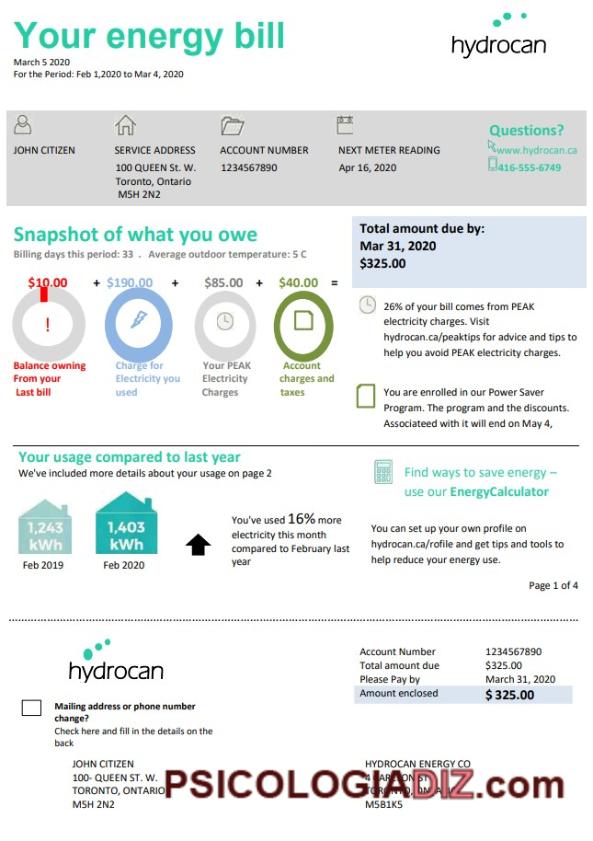 Your energy bill
March 5 2020
For the Period: Feb 1,2020 to Mar 4, 2020
hydrocan
JOHN CITIZEN
SERVICE ADDRESS
100 QUEEN St. W.
Toronto, Ontario
M5H 2N2
ACCOUNT NUMBER
1234567890
NEXT METER READING
Apr 16, 2020
Questions?
www.hydrocan.ca
416-555-6749
Snapshot of what you owe
Billing days this period: 33 . Average outdoor temperature: 5 C
$10.00 + $190.00 + $85.00 + $40.00 =
!
Balance owning
From your
Last bill
Charge for
Electricity you
used
Your PEAK
Electricity
Charges
Account
charges and
taxes
Total amount due by:
Mar 31, 2020
$325.00
26% of your bill comes from PEAK
electricity charges. Visit
hydrocan.ca/peaktips for advice and tips to
help you avoid PEAK electricity charges.
You are enrolled in our Power Saver
Program. The program and the discounts.
Associateed with it will end on May 4,
Your usage compared to last year
We've included more details about your usage on page 2
1,243
kWh
Feb 2019
1,403
kWh
Feb 2020
You've used 16% more
electricity this month
compared to February last
year
Find ways to save energy –
use our EnergyCalculator
You can set up your own profile on
hydrocan.ca/rofile and get tips and tools to
help reduce your energy use.
Page 1 of 4
hydrocan
Mailing address or phone number
change?
Check here and fill in the details on the
back
Account Number 1234567890
Total amount due $325.00
Please Pay by March 31, 2020
Amount enclosed $ 325.00
JOHN CITIZEN
100- QUEEN ST. W.
TORONTO, ONTARIO
M5H 2N2
HYDROCAN ENERGY CO
4 CARLTON ST
TORONTO,
M5B1K5
PSICOLOGIADIZ.com